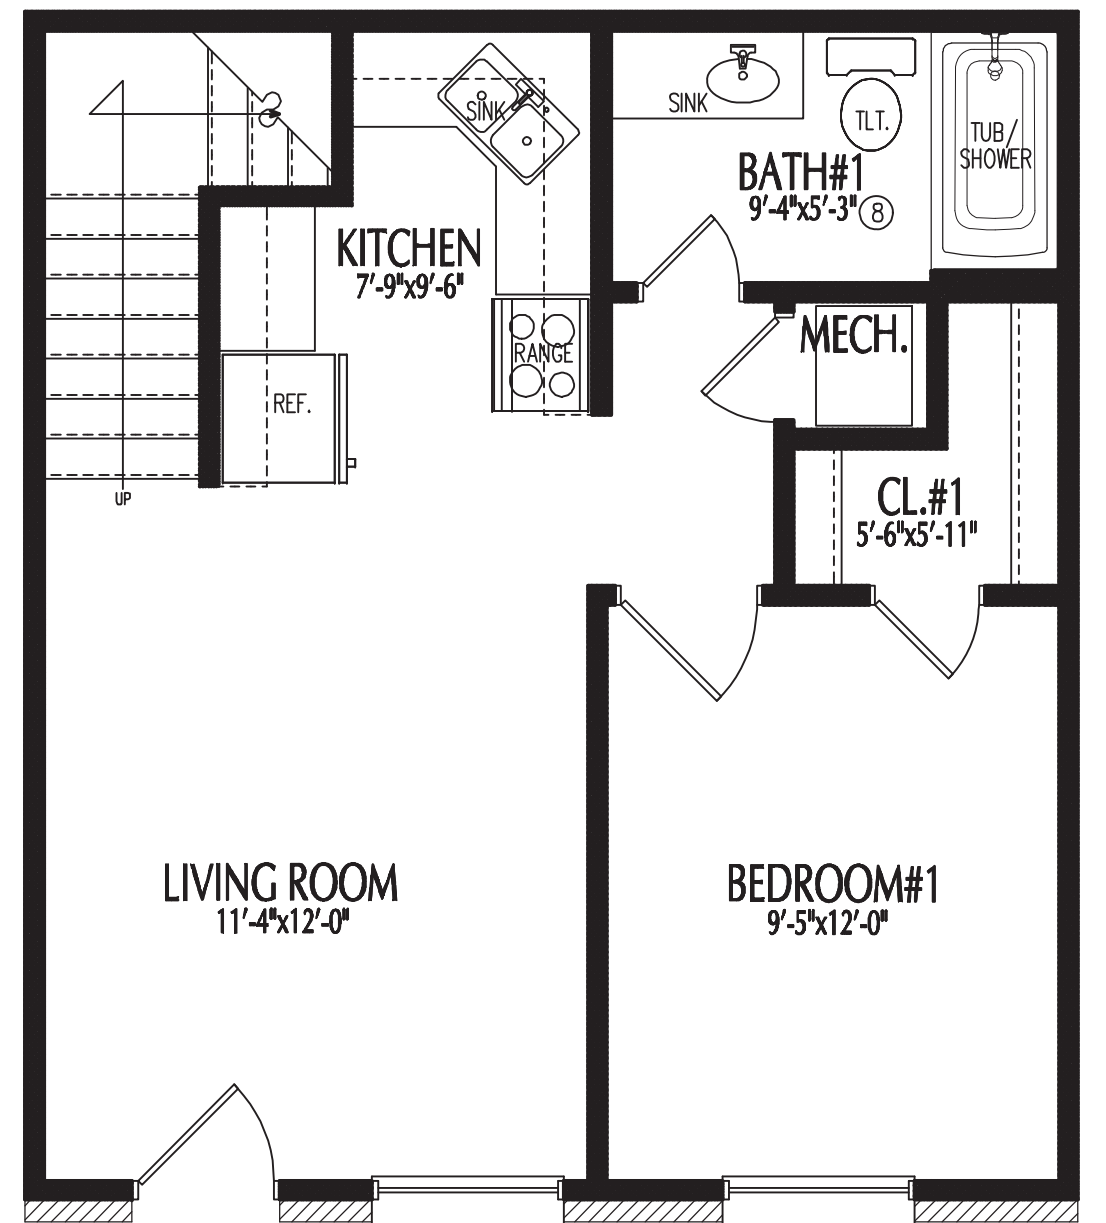 SINK
SINK
TLT.
TUB/
SHOWER
BATH#1
9'-4"x5'-3"
8
KITCHEN
7'-9"x9'-6"
MECH.
RANGE
REF.
UP
CL.#1
5'-6"x5'-11"
LIVING ROOM
11'-4"x12'-0"
BEDROOM#1
9'-5"x12'-0"